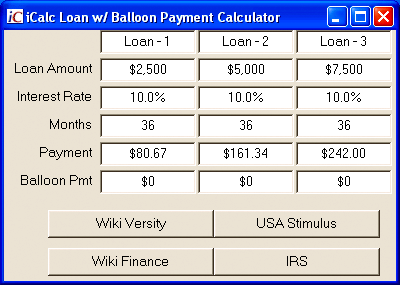 iC iCalc Loan w/ Balloon Payment Calculator
Loan - 1 Loan - 2 Loan - 3
Loan Amount $2,500 $5,000 $7,500
Interest Rate 10.0% 10.0% 10.0%
Months 36 36 36
Payment $80.67 $161.34 $242.00
Balloon Pmt $0 $0 $0
Wiki Versity USA Stimulus
Wiki Finance IRS